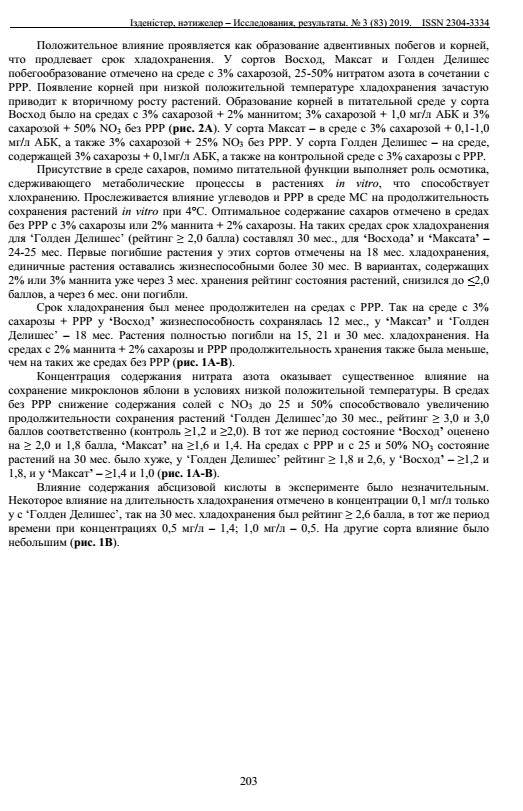 Ізденістер, нәтижелер – Исследования, результаты. № 3 (83) 2019. ISSN 2304-3334
Положительное влияние проявляется как образование адвентивных побегов и корней,
что продлевает срок хладохранения. У сортов Восход, Максат и Голден Делишес
побегообразование отмечено на среде с 3% сахарозой, 25-50% нитратом азота в сочетании с
РРР. Появление корней при низкой положительной температуре хладохранения зачастую
приводит к вторичному росту растений. Образование корней в питательной среде у сорта
Восход было на средах с 3% сахарозой + 2% маннитом; 3% сахарозой + 1,0 мг/л АБК и 3%
сахарозой + 50% NO₃ без РРР (рис. 2А). У сорта Максат – в среде с 3% сахарозой + 0,1-1,0
мг/л АБК, а также 3% сахарозой + 25% NO₃ без РРР. У сорта Голден Делишес – на среде,
содержащей 3% сахарозы + 0,1мг/л АБК, а также на контрольной среде с 3% сахарозы с РРР.
Присутствие в среде сахаров, помимо питательной функции выполняет роль осмотика,
сдерживающего метаболические процессы в растениях in vitro, что способствует
хлохранению. Прослеживается влияние углеводов и РРР в среде МС на продолжительность
сохранения растений in vitro при 4°С. Оптимальное содержание сахаров отмечено в средах
без РРР с 3% сахарозы или 2% маннита + 2% сахарозы. На таких средах срок хладохранения
для ‘Голден Делишес’ (рейтинг ≥ 2,0 балла) составлял 30 мес., для ‘Восхода’ и ‘Максата’ –
24-25 мес. Первые погибшие растения у этих сортов отмечены на 18 мес. хладохранения,
единичные растения оставались жизнеспособными более 30 мес. В вариантах, содержащих
2% или 3% маннита уже через 3 мес. хранения рейтинг состояния растений, снизился до ≤2,0
баллов, а через 6 мес. они погибли.
Срок хладохранения был менее продолжителен на средах с РРР. Так на среде с 3%
сахарозы + РРР у ‘Восход’ жизнеспособность сохранялась 12 мес., у ‘Максат’ и ‘Голден
Делишес’ – 18 мес. Растения полностью погибли на 15, 21 и 30 мес. хладохранения. На
средах с 2% маннита + 2% сахарозы и РРР продолжительность хранения также была меньше,
чем на таких же средах без РРР (рис. 1А-В).
Концентрация содержания нитрата азота оказывает существенное влияние на
сохранение микроклонов яблони в условиях низкой положительной температуры. В средах
без РРР снижение содержания солей с NO₃ до 25 и 50% способствовало увеличению
продолжительности сохранения растений ‘Голден Делишес’до 30 мес., рейтинг ≥ 3,0 и 3,0
баллов соответственно (контроль ≥1,2 и ≥2,0). В тот же период состояние ‘Восход’ оценено
на ≥ 2,0 и 1,8 балла, ‘Максат’ на ≥1,6 и 1,4. На средах с РРР и с 25 и 50% NO₃ состояние
растений на 30 мес. было хуже, у ‘Голден Делишес’ рейтинг ≥ 1,8 и 2,6, у ‘Восход’ – ≥1,2 и
1,8, и у ‘Максат’ – ≥1,4 и 1,0 (рис. 1А-В).
Влияние содержания абсцизовой кислоты в эксперименте было незначительным.
Некоторое влияние на длительность хладохранения отмечено в концентрации 0,1 мг/л только
у с ‘Голден Делишес’, так на 30 мес. хладохранения был рейтинг ≥ 2,6 балла, в тот же период
времени при концентрациях 0,5 мг/л – 1,4; 1,0 мг/л – 0,5. На другие сорта влияние было
небольшим (рис. 1В).
203